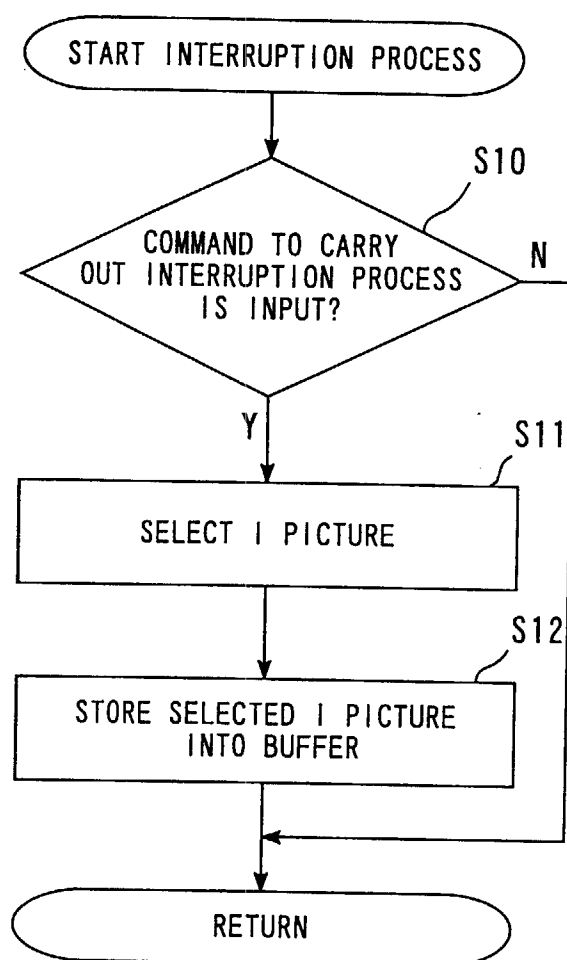 START INTERRUPTION PROCESS
S10
COMMAND TO CARRY
OUT INTERRUPTION PROCESS
IS INPUT?
N
Y
S11
SELECT I PICTURE
S12
STORE SELECTED I PICTURE
INTO BUFFER
RETURN